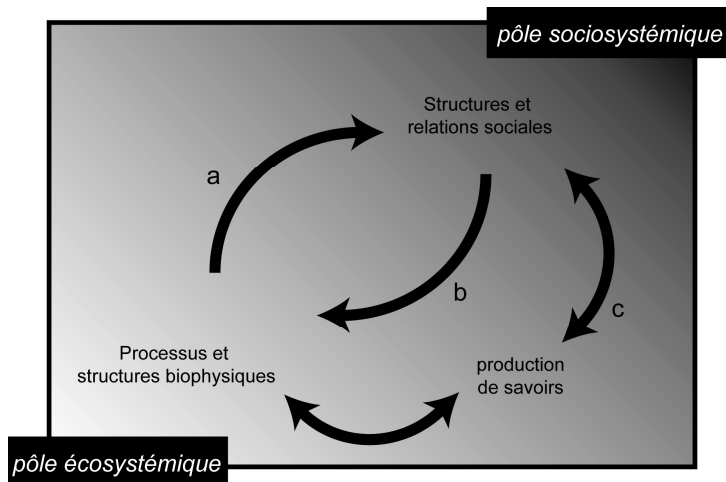 pôle sociosystémique
Structures et
relations sociales
a
b
c
Processus et
structures biophysiques
production
de savoirs
pôle écosystémique